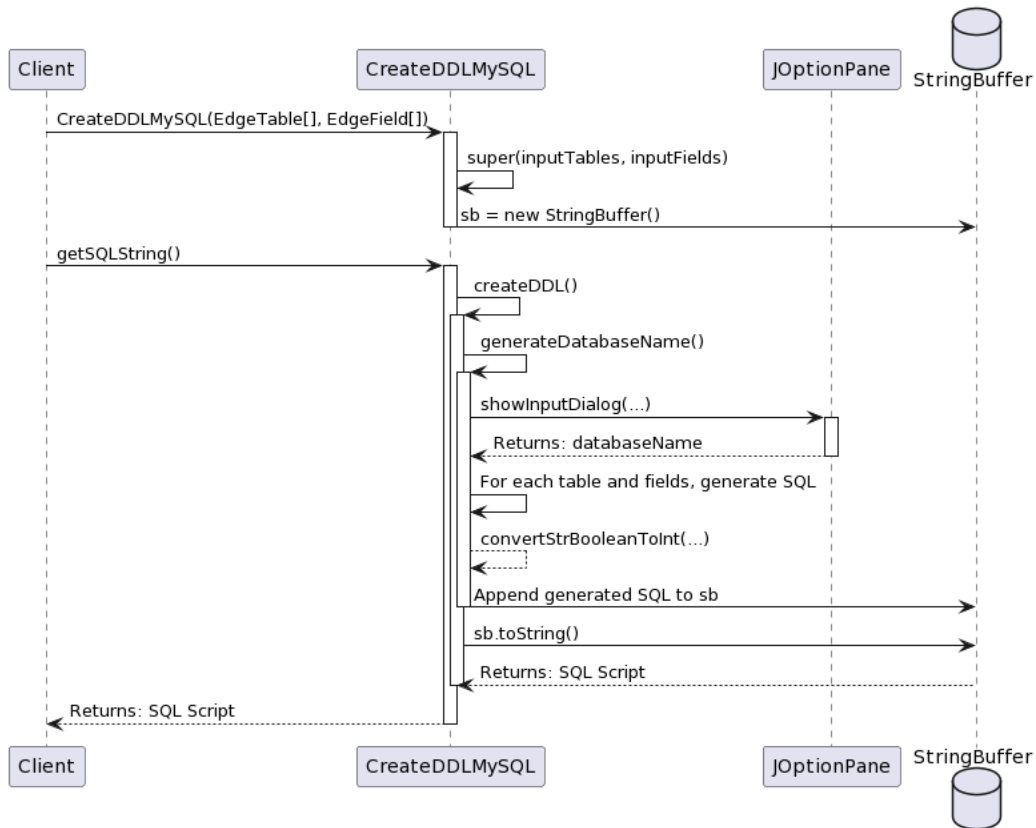 Client
CreateDDLMySQL
JOptionPane
StringBuffer
CreateDDLMySQL(EdgeTable[], EdgeField[])
super(inputTables, inputFields)
sb = new StringBuffer()
getSQLString()
createDDL()
generateDatabaseName()
showInputDialog(...)
Returns: databaseName
For each table and fields, generate SQL
convertStrBooleanToInt(...)
Append generated SQL to sb
sb.toString()
Returns: SQL Script
Returns: SQL Script
Client
CreateDDLMySQL
JOptionPane
StringBuffer